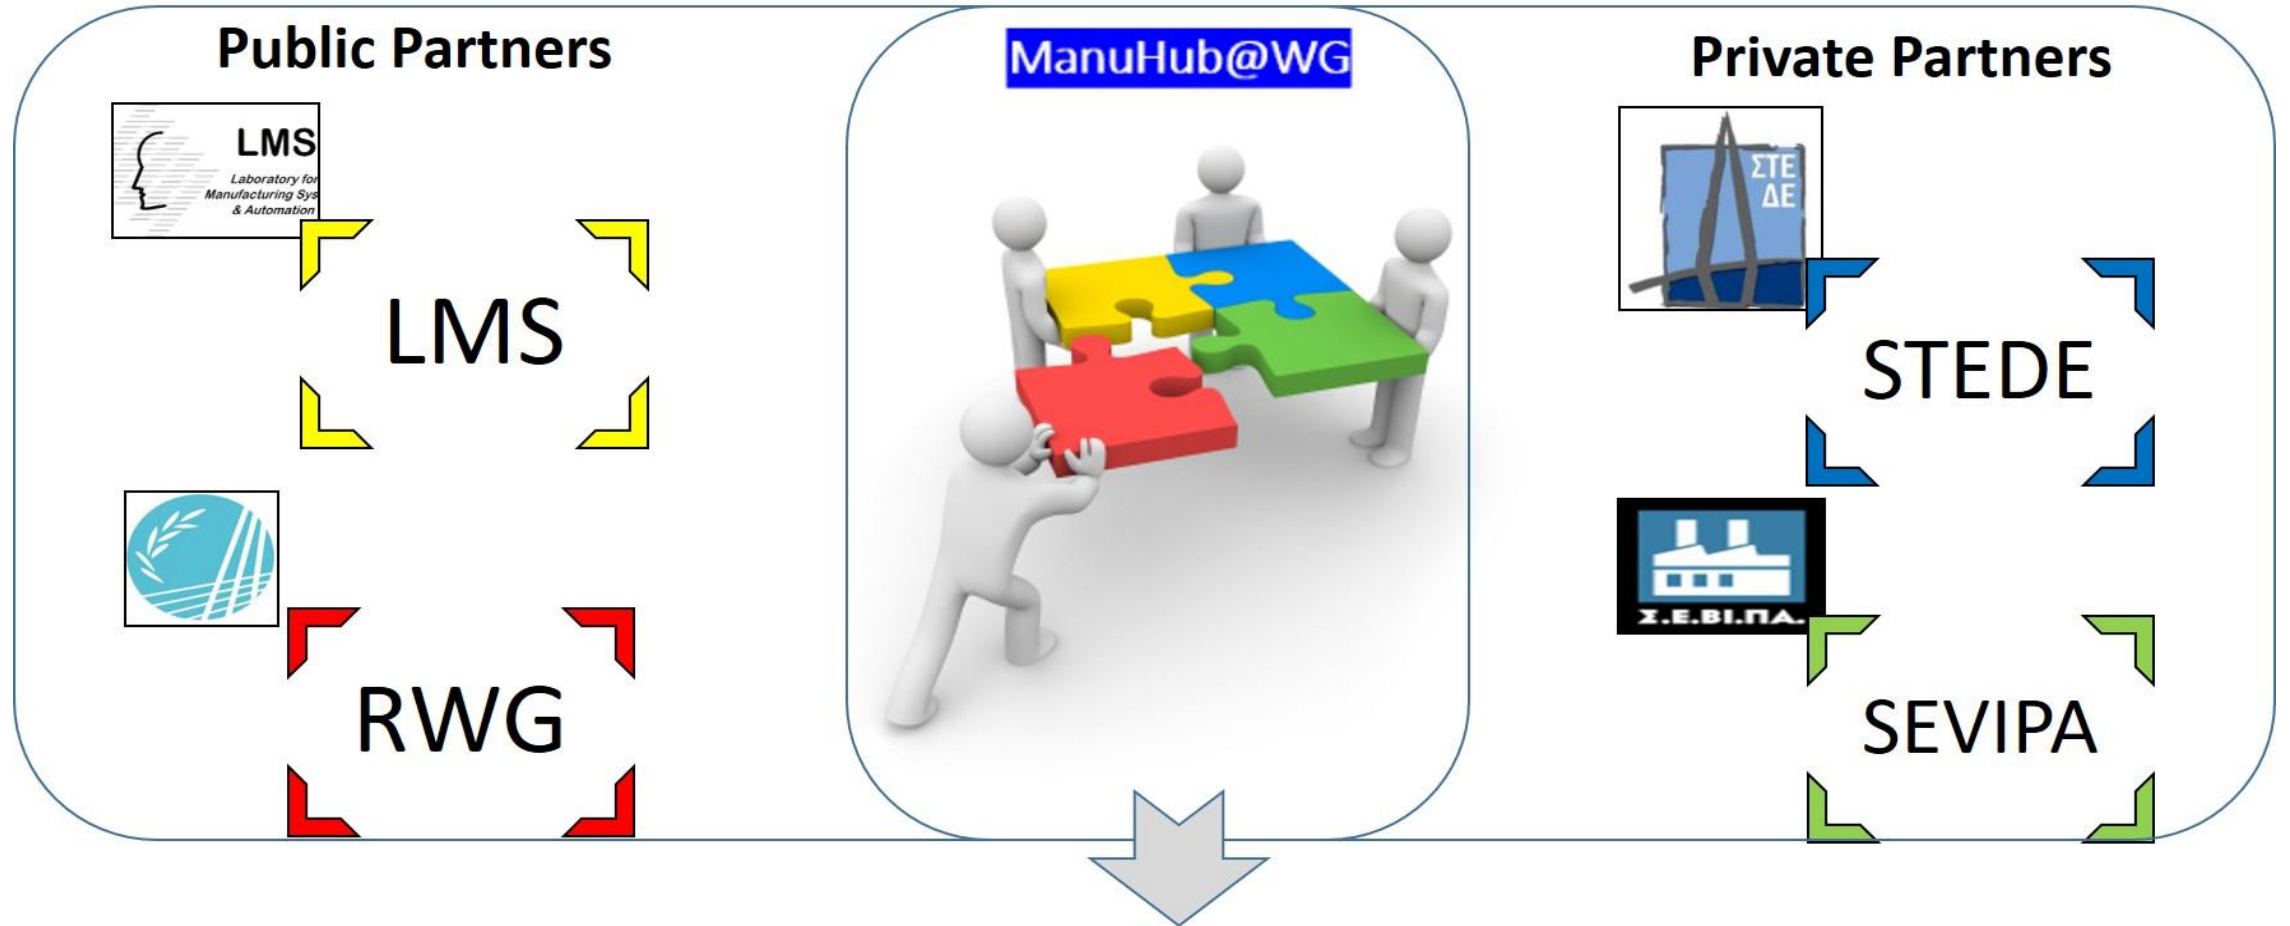 Public Partners
LMS
Laboratory for
Manufacturing Sys
& Automation
LMS
RWG
ManuHub@WG
Private Partners
ΣΤΕ
ΔΕ
STEDE
Σ.Ε.ΒΙ.ΠΑ.
SEVIPA